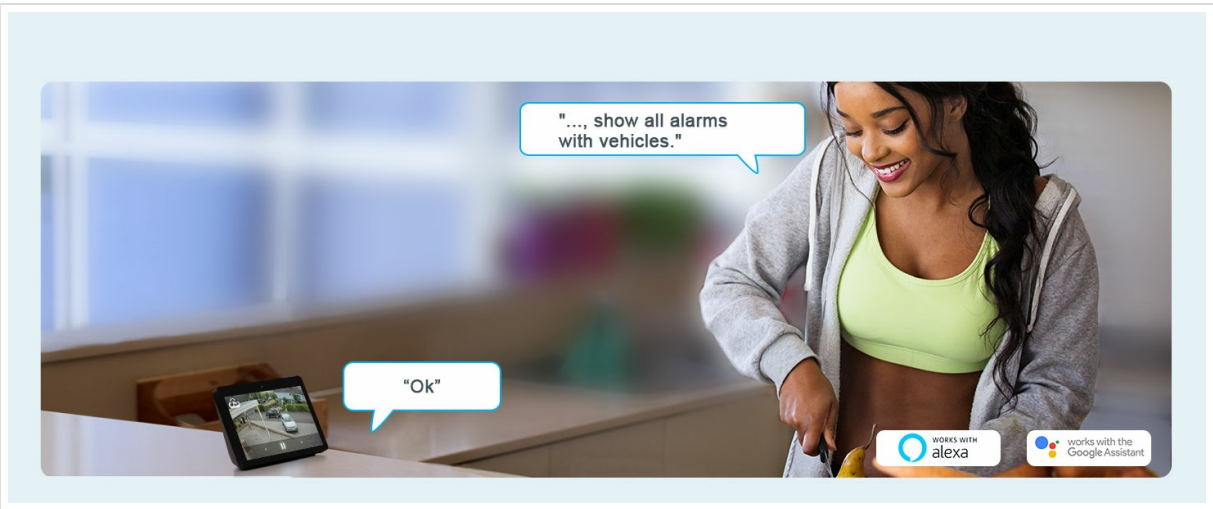 "..., show all alarms
with vehicles."
“Ok”
WORKS WITH
alexa
works with the
Google Assistant